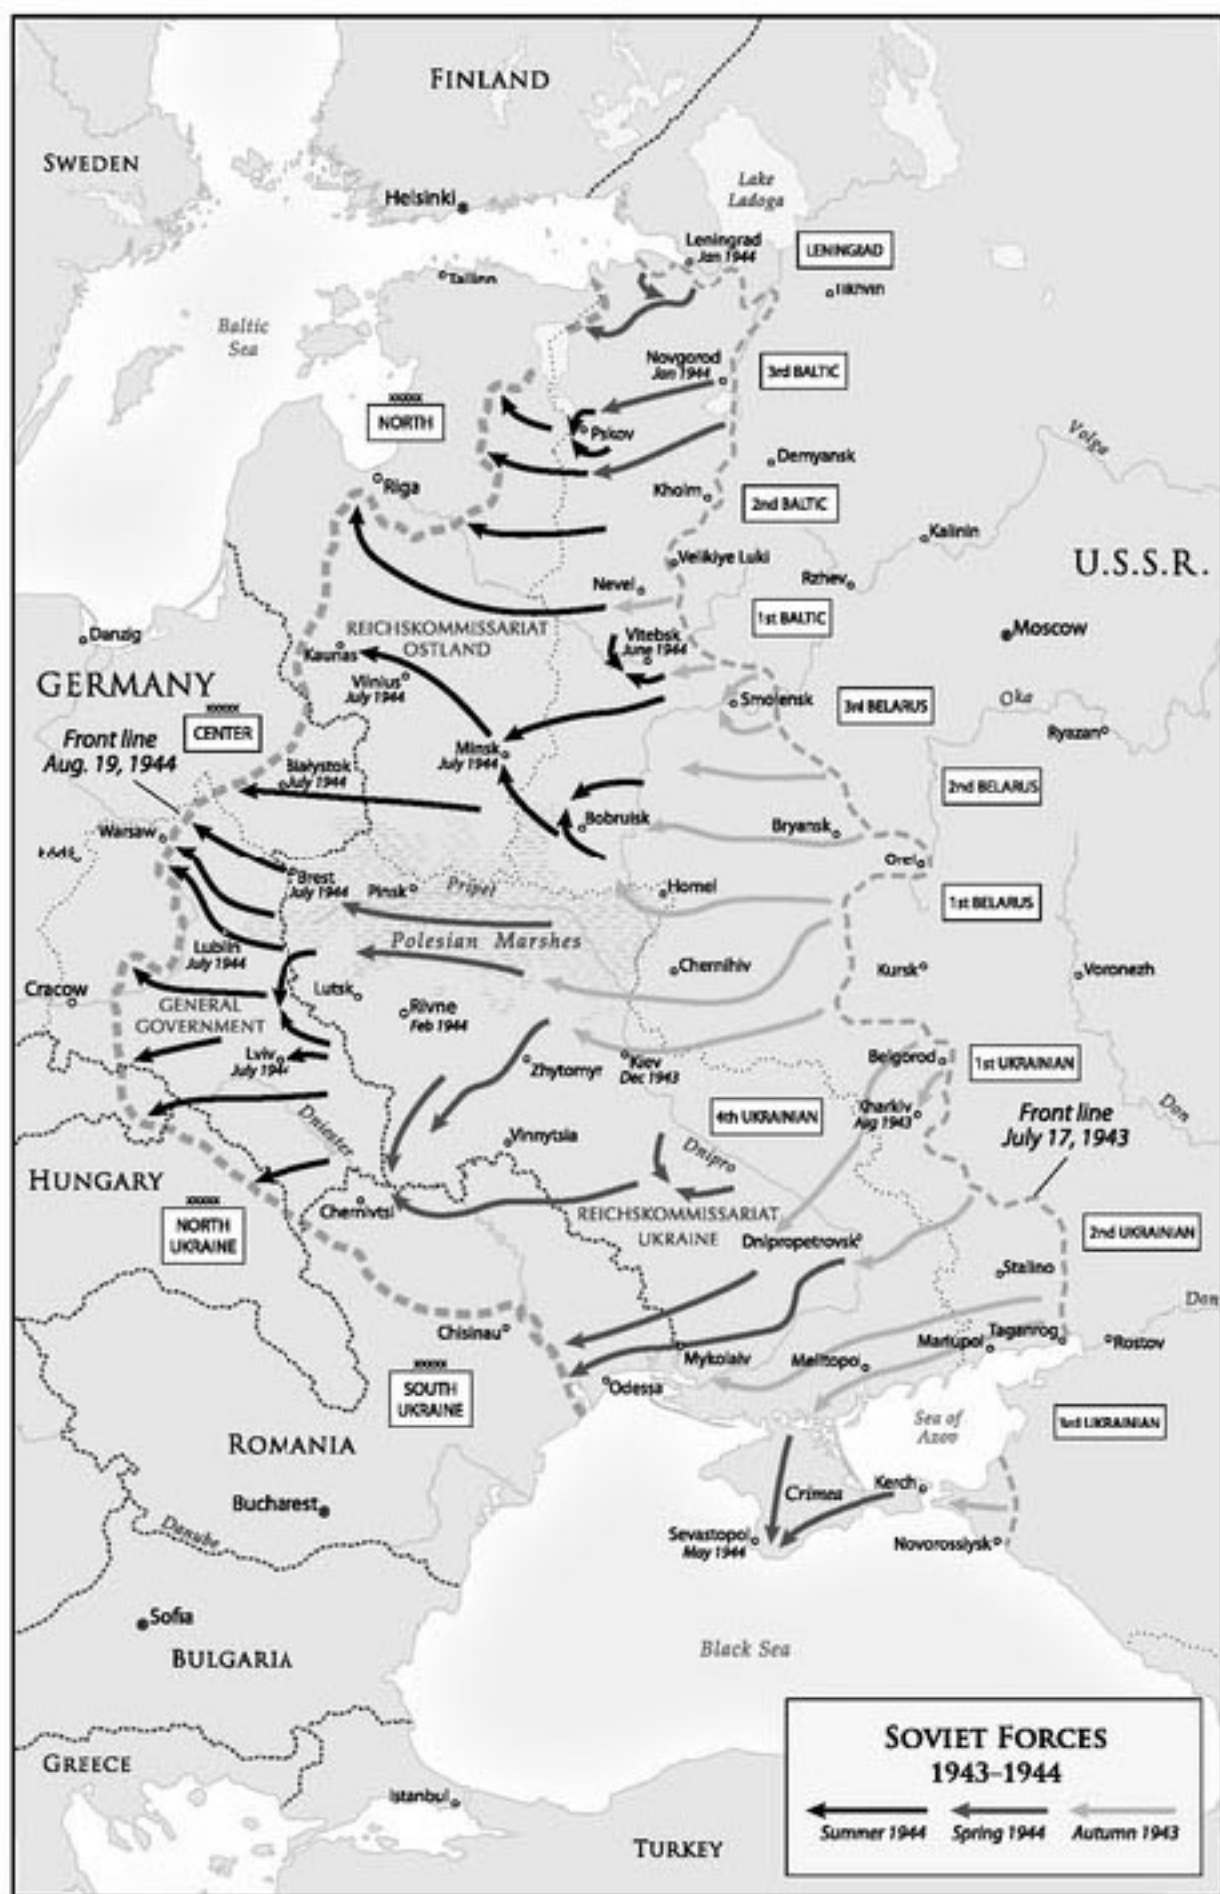 FINLAND
SWEDEN
Lake
Ladoga
Helsinki
Leningrad
Jan 1944
LENINGRAD
Tallinn
Baltic
Sea
Novgorod
Jan 1944
3rd BALTIC
XXXXX
NORTH
Pskov
Volga
Demyansk
Riga
Kholm
2nd BALTIC
Kalinin
Velikiye Luki
U.S.S.R.
Rzhev
Nevel
1st BALTIC
Danzig
REICHSKOMMISSARIAT
OSTLAND
Vitebsk
June 1944
Moscow
Kaunas
GERMANY
Vilnius
July 1944
Smolensk
Oka
XXXXX
CENTER
3rd BELARUS
Ryazan
Front line
Aug. 19, 1944
Minsk
July 1944
Białystok
July 1944
2nd BELARUS
Warsaw
Bobruisk
Bryansk
Orel
Brest
July 1944
Pinsk
Pripet
Homel
1st BELARUS
Lublin
July 1944
Polesian Marshes
Chernihiv
Kursk
Voronezh
Cracow
Lutsk
GENERAL
GOVERNMENT
Rivne
Feb 1944
Lviv
Zhytomyr
Kiev
Dec 1943
Belgorod
1st UKRAINIAN
4th UKRAINIAN
Kharkiv
Aug 1943
Front line
July 17, 1943
Don
Dniester
Vinnytsia
Dnipro
HUNGARY
Chernivtsi
REICHSKOMMISSARIAT
UKRAINE
XXXXX
NORTH
UKRAINE
Dnipropetrovsk
2nd UKRAINIAN
Stalino
Don
Chisinau
Mykolaiv
Melitopol
Mariupol
Taganrog
Rostov
XXXXX
SOUTH
UKRAINE
Odessa
Sea of
Azov
3rd UKRAINIAN
ROMANIA
Bucharest
Crimea
Kerch
Danube
Sevastopol
May 1944
Novorossiysk
Sofia
BULGARIA
Black Sea
GREECE
Istanbul
TURKEY
SOVIET FORCES
1943–1944
Summer 1944
Spring 1944
Autumn 1943